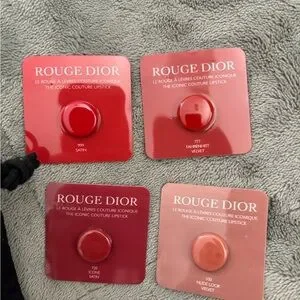 ROUGE DIOR
LE ROUGE À LÈVRES COUTURE ICONIQUE
THE ICONIC COUTURE LIPSTICK
999
SATIN
ROUGE DIOR
LE ROUGE À LÈVRES COUTURE ICONIQUE
THE ICONIC COUTURE LIPSTICK
777
FAHRENHEIT
VELVET
ROUGE DIOR
LE ROUGE À LÈVRES COUTURE ICONIQUE
THE ICONIC COUTURE LIPSTICK
720
ICONE
SATIN
ROUGE DIOR
LE ROUGE À LÈVRES COUTURE ICONIQUE
THE ICONIC COUTURE LIPSTICK
100
NUDE LOOK
VELVET